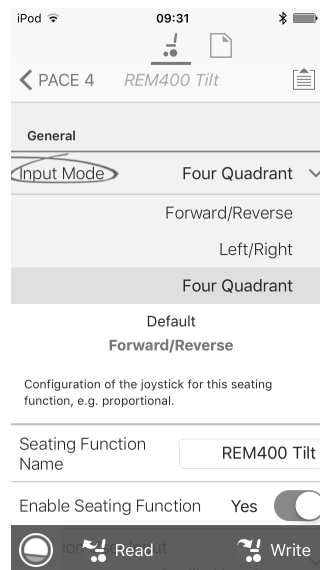 iPod 09:31
PACE 4 REM400 Tilt
General
Input Mode Four Quadrant
Forward/Reverse
Left/Right
Four Quadrant
Default
Forward/Reverse
Configuration of the joystick for this seating
function, e.g. proportional.
Seating Function
Name
REM400 Tilt
Enable Seating Function Yes
Read Write